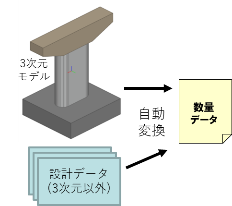 3次元
モデル
自動
変換
数量
データ
設計データ
(3次元以外)